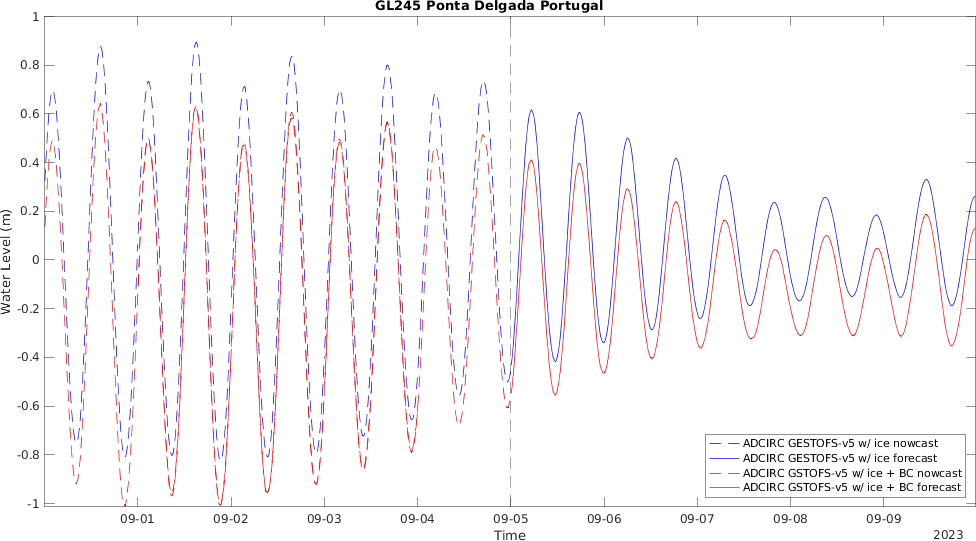 GL245 Ponta Delgada Portugal
1
0.8
0.6
0.4
0.2
0
-0.2
-0.4
-0.6
-0.8
-1
Water Level (m)
09-01 09-02 09-03 09-04 09-05 09-06 09-07 09-08 09-09
Time
2023
ADCIRC GESTOFS-v5 w/ ice nowcast
ADCIRC GESTOFS-v5 w/ ice forecast
ADCIRC GSTOFS-v5 w/ ice + BC nowcast
ADCIRC GSTOFS-v5 w/ ice + BC forecast